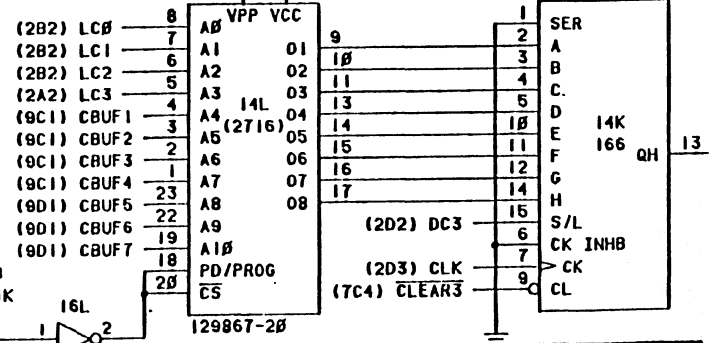 VPP VCC
(2B2) LCØ 8 AØ
(2B2) LC1 7 A1 O1 9
(2B2) LC2 6 A2 O2 1Ø
(2A2) LC3 5 A3 O3 11
(9C1) CBUF1 4 A4 14L O4 13
(9C1) CBUF2 3 A5 (2716) O5 14
(9C1) CBUF3 2 A6 O6 15
(9C1) CBUF4 1 A7 O7 16
(9D1) CBUF5 23 A8 O8 17
(9D1) CBUF6 22 A9
(9D1) CBUF7 19 A1Ø
18 PD/PROG
2Ø CS
K
16L
1 2
129867-2Ø
1 SER
2 A
3 B
4 C.
5 D
1Ø E 14K
11 F 166 QH 13
12 G
14 H
(2D2) DC3 15 S/L
6 CK INHB
(2D3) CLK 7 CK
(7C4) CLEAR3 9 CL